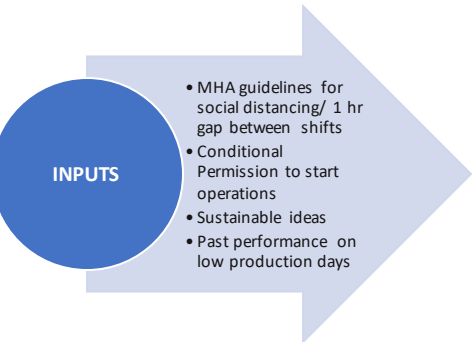 INPUTS
• MHA guidelines for
social distancing/ 1 hr
gap between shifts
• Conditional
Permission to start
operations
• Sustainable ideas
• Past performance on
low production days